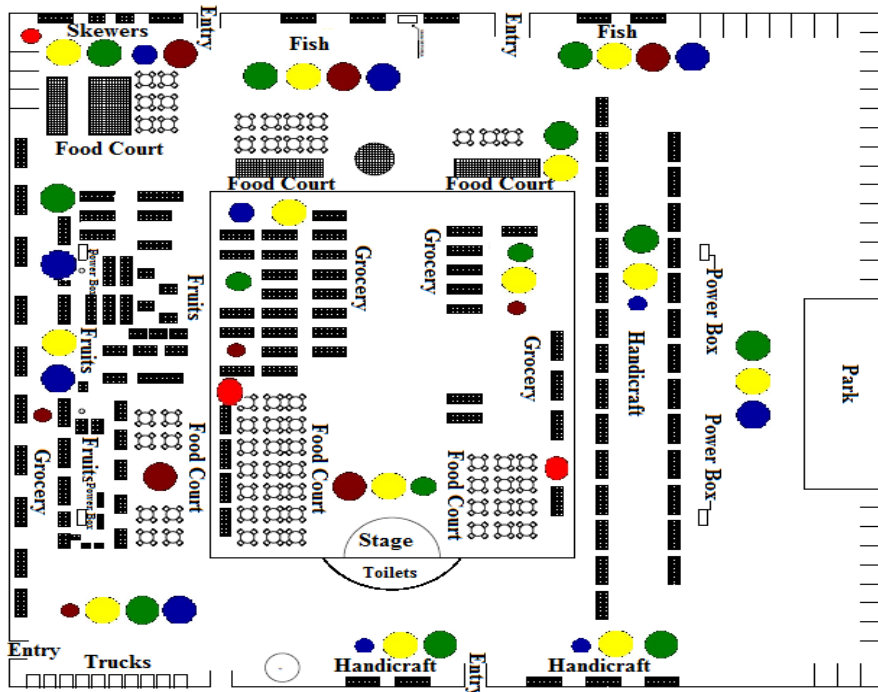 Skewers
Entry
Fish
Entry
Fish
Food Court
Food Court
Food Court
Power Box
Fruits
Grocery
Grocery
Power Box
Fruits
Grocery
Handicraft
Park
Food Court
Food Court
Food Court
Power Box
Grocery
Fruits
Power Box
Stage
Toilets
Entry
Trucks
Handicraft
Entry
Handicraft